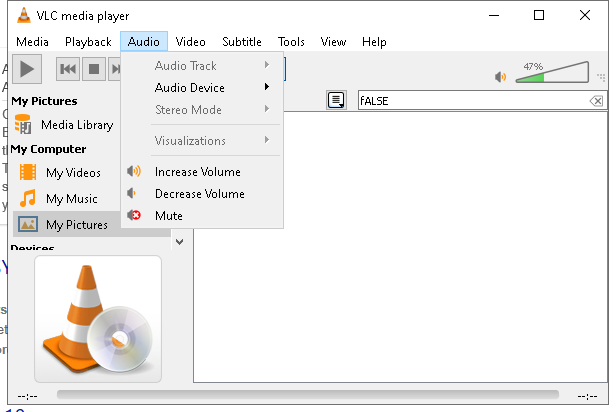 VLC media player
Media Playback Audio Video Subtitle Tools View Help
Audio Track
Audio Device
Stereo Mode
Visualizations
Increase Volume
Decrease Volume
Mute
47%
fALSE
My Pictures
Media Library
My Computer
My Videos
My Music
My Pictures
Devices
--:-- --:--